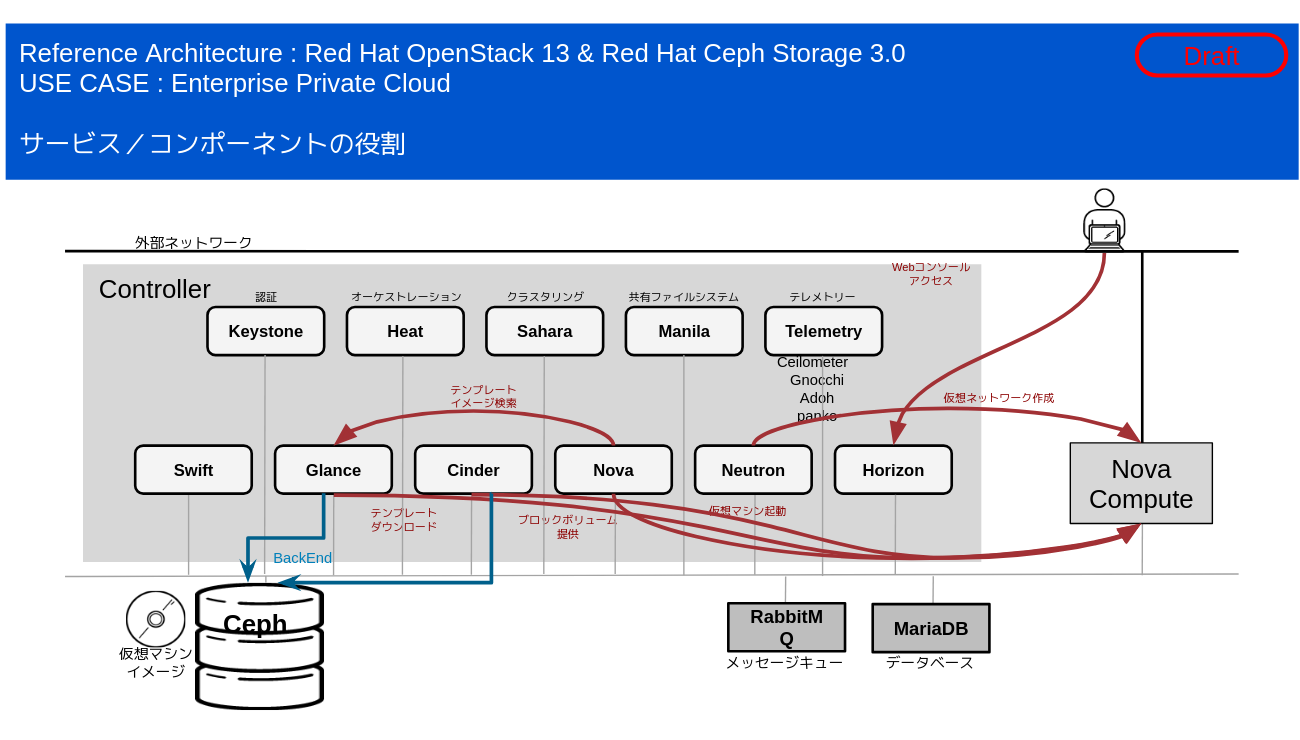 Reference Architecture : Red Hat OpenStack 13 & Red Hat Ceph Storage 3.0
Draft
USE CASE : Enterprise Private Cloud
サービス／コンポーネントの役割
外部ネットワーク
Controller
Webコンソール
アクセス
認証
オーケストレーション
クラスタリング
共有ファイルシステム
テレメトリー
Keystone
Heat
Sahara
Manila
Telemetry
Ceilometer
Gnocchi
Adoh
panko
テンプレート
イメージ検索
仮想ネットワーク作成
Swift
Glance
Cinder
Nova
Neutron
Horizon
Nova
Compute
テンプレート
ダウンロード
ブロックボリューム
提供
仮想マシン起動
BackEnd
Ceph
仮想マシン
イメージ
RabbitM
Q
メッセージキュー
MariaDB
データベース